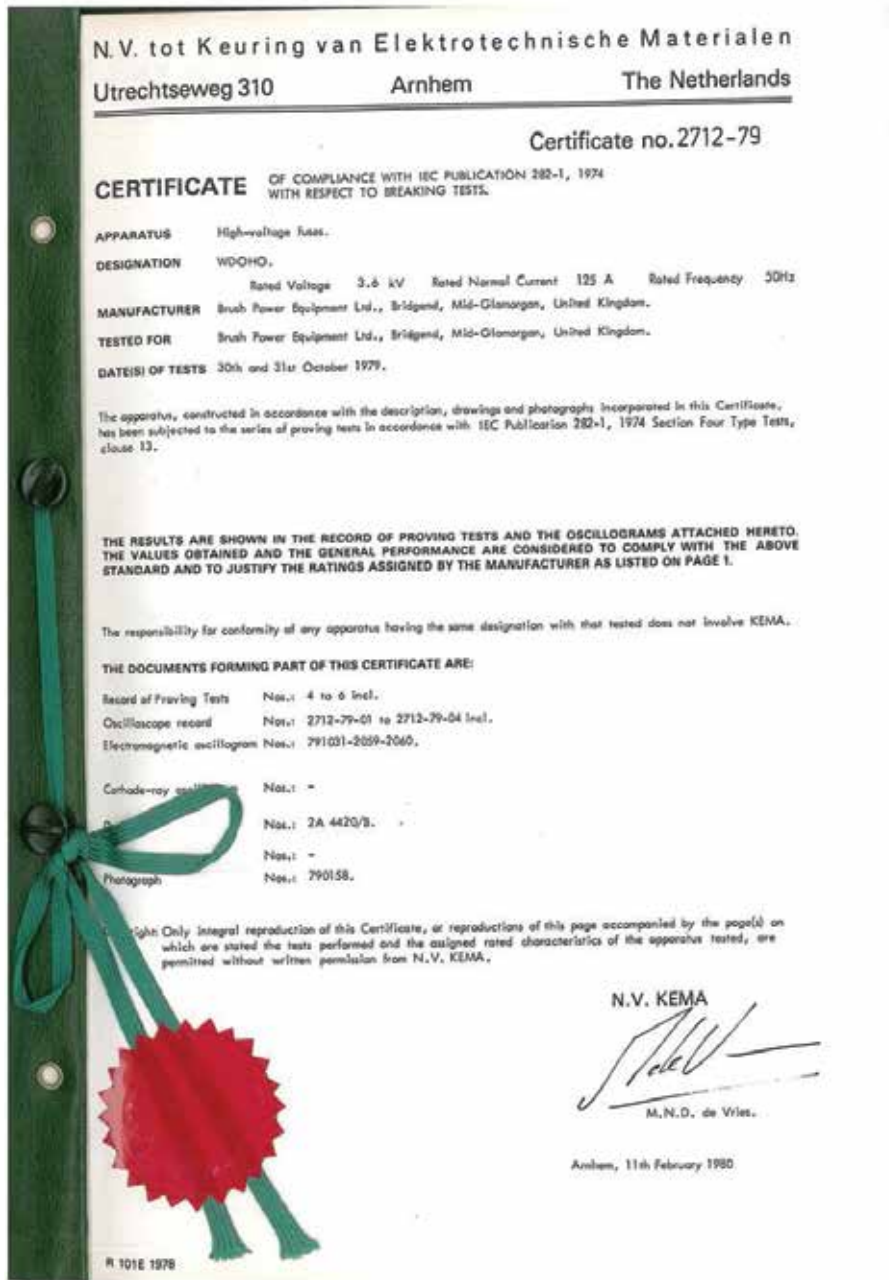 N.V. tot Keuring van Elektrotechnische Materialen
Utrechtseweg 310 Arnhem The Netherlands
Certificate no. 2712-79
CERTIFICATE OF COMPLIANCE WITH IEC PUBLICATION 282-1, 1974
WITH RESPECT TO BREAKING TESTS.
APPARATUS High-voltage fuses.
DESIGNATION WDOHO.
Rated Voltage 3.6 kV Rated Normal Current 125 A Rated Frequency 50Hz
MANUFACTURER Brush Power Equipment Ltd., Bridgend, Mid-Glamorgan, United Kingdom.
TESTED FOR Brush Power Equipment Ltd., Bridgend, Mid-Glamorgan, United Kingdom.
DATE(S) OF TESTS 30th and 31st October 1979.
The apparatus, constructed in accordance with the description, drawings and photographs incorporated in this Certificate,
has been subjected to the series of proving tests in accordance with IEC Publication 282-1, 1974 Section Four Type Tests,
clause 13.
THE RESULTS ARE SHOWN IN THE RECORD OF PROVING TESTS AND THE OSCILLOGRAMS ATTACHED HERETO.
THE VALUES OBTAINED AND THE GENERAL PERFORMANCE ARE CONSIDERED TO COMPLY WITH THE ABOVE
STANDARD AND TO JUSTIFY THE RATINGS ASSIGNED BY THE MANUFACTURER AS LISTED ON PAGE 1.
The responsibility for conformity of any apparatus having the same designation with that tested does not involve KEMA.
THE DOCUMENTS FORMING PART OF THIS CERTIFICATE ARE:
Record of Proving Tests Nos.: 4 to 6 incl.
Oscilloscope record Nos.: 2712-79-01 to 2712-79-04 incl.
Electromagnetic oscillogram Nos.: 791031-2059-2060.
Cathode-ray Nos.: -
Nos.: 2A 4420/B.
Nos.: -
Photograph Nos.: 790158.
Only integral reproduction of this Certificate, or reproductions of this page accompanied by the page(s) on
which are stated the tests performed and the assigned rated characteristics of the apparatus tested, are
permitted without written permission from N.V. KEMA.
N.V. KEMA
M.N.D. de Vries.
Arnhem, 11th February 1980
R 101E 1978